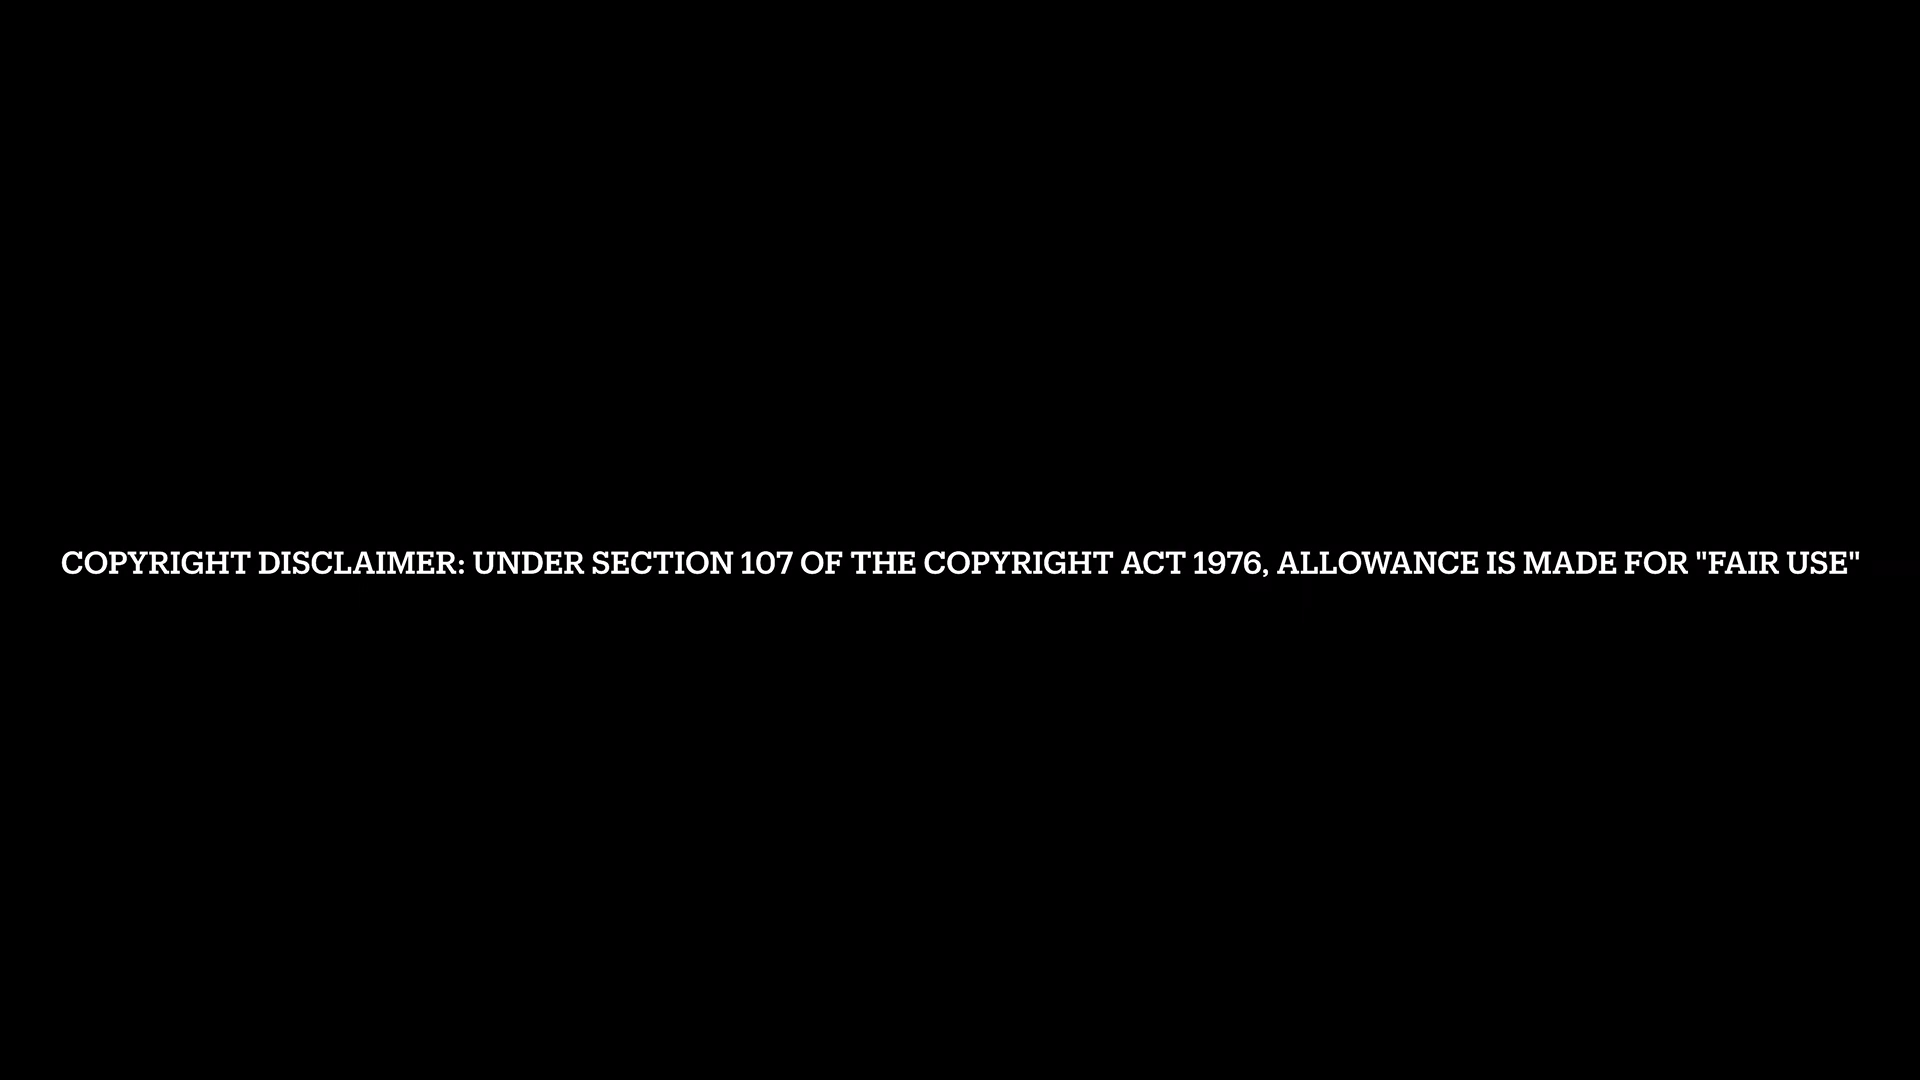 COPYRIGHT DISCLAIMER: UNDER SECTION 107 OF THE COPYRIGHT ACT 1976, ALLOWANCE IS MADE FOR "FAIR USE"